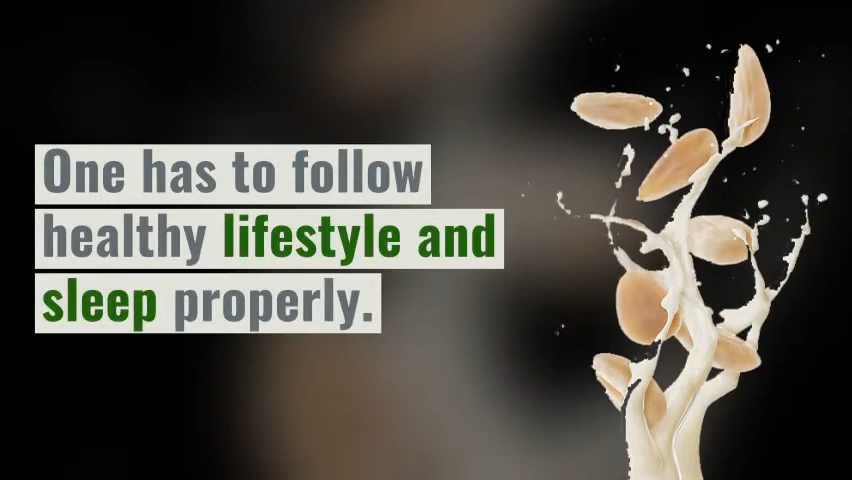 One has to follow
healthy lifestyle and
sleep properly.